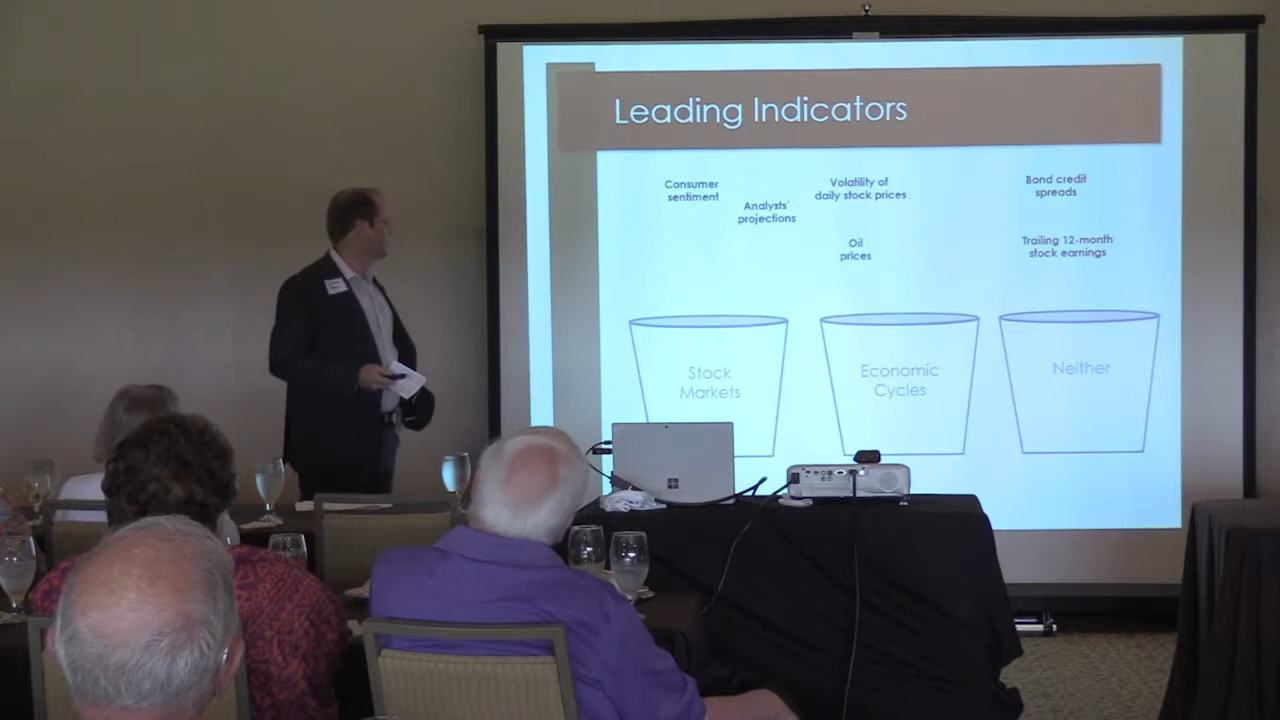 Leading Indicators
Consumer
sentiment
Analysts'
projections
Volatility of
daily stock prices
Oil
prices
Bond credit
spreads
Trailing 12-month
stock earnings
Stock
Markets
Economic
Cycles
Neither